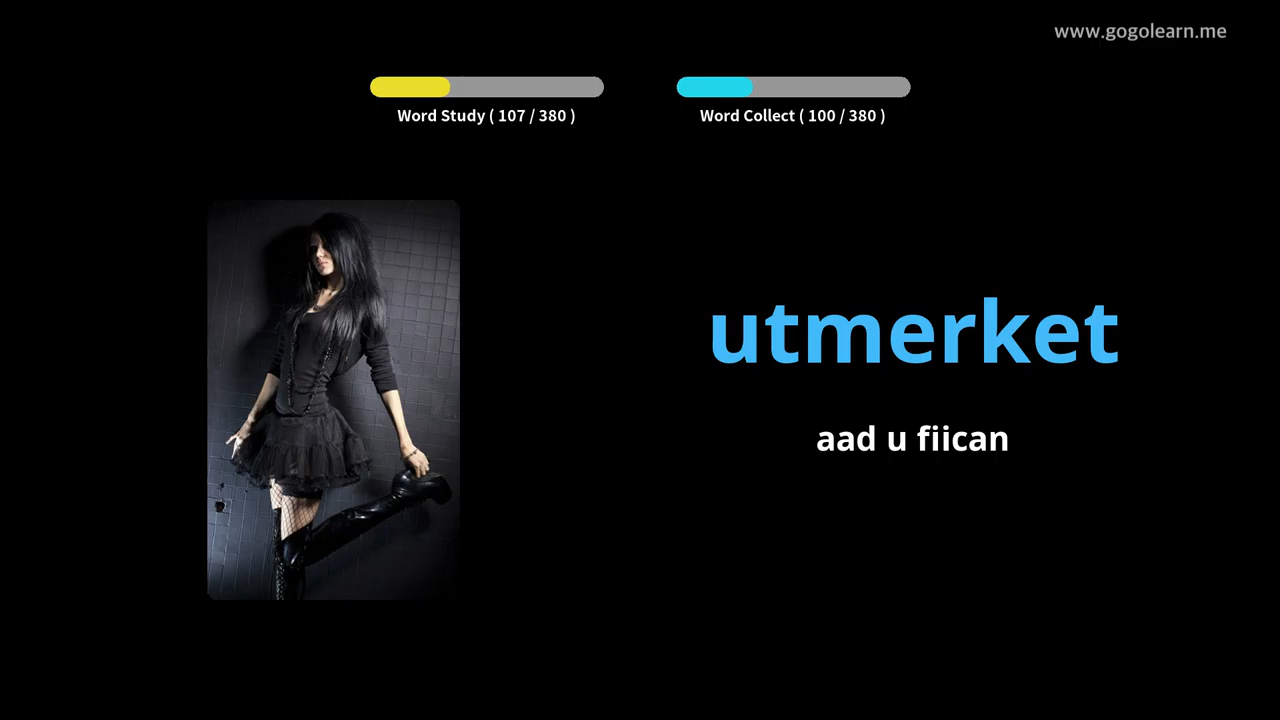 www.gogolearn.me
Word Study ( 107 / 380 )
Word Collect ( 100 / 380 )
utmerket
aad u fiican